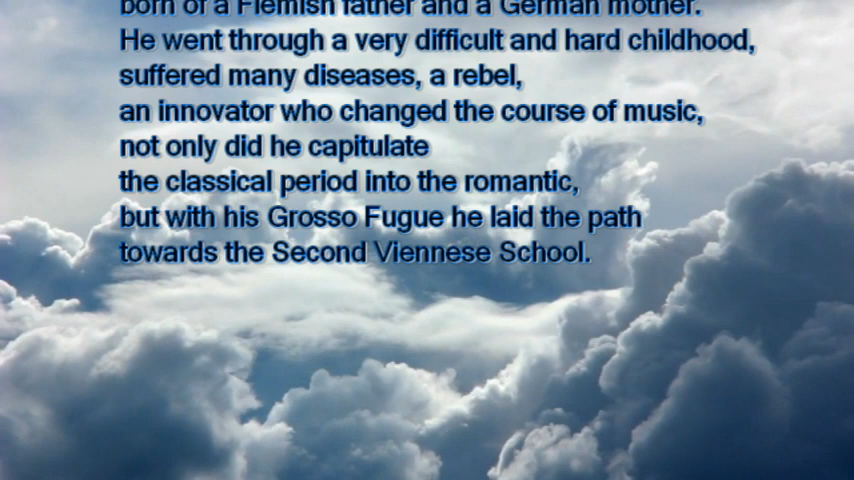 born of a Flemish father and a German mother.
He went through a very difficult and hard childhood,
suffered many diseases, a rebel,
an innovator who changed the course of music,
not only did he capitulate
the classical period into the romantic,
but with his Grosso Fugue he laid the path
towards the Second Viennese School.